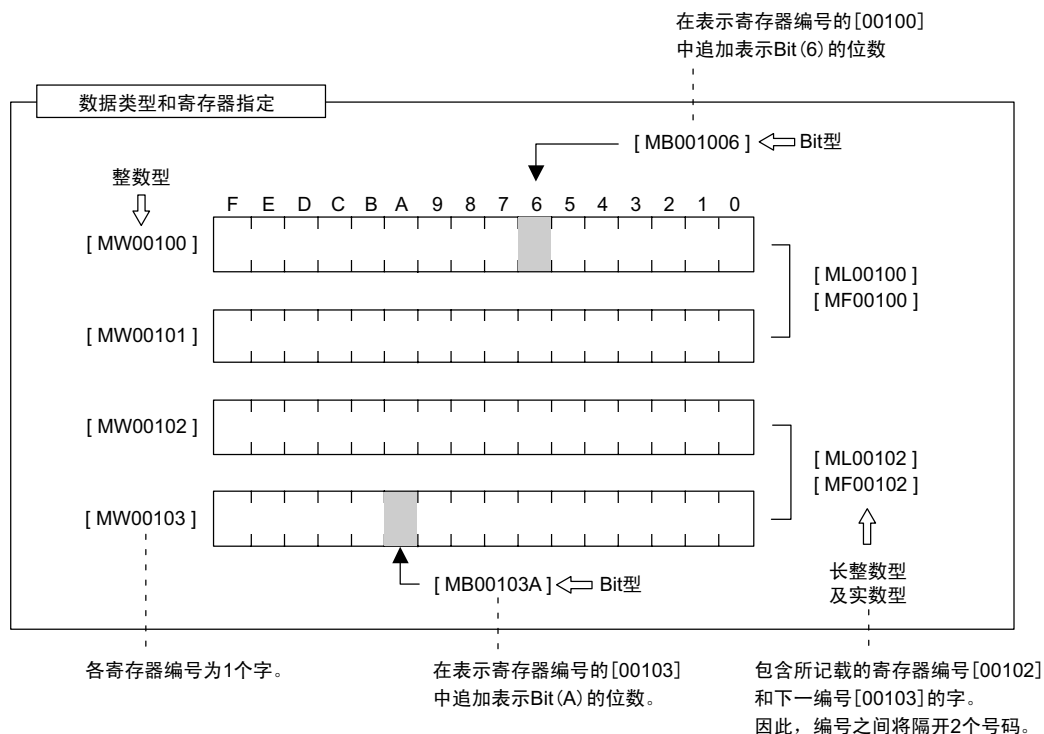 在表示寄存器编号的[00100]
中追加表示Bit(6)的位数
数据类型和寄存器指定
[ MB001006 ] Bit型
整数型
F E D C B A 9 8 7 6 5 4 3 2 1 0
[ MW00100 ]
[ ML00100 ]
[ MF00100 ]
[ MW00101 ]
[ MW00102 ]
[ ML00102 ]
[ MF00102 ]
[ MW00103 ]
[ MB00103A ] Bit型
长整数型
及实数型
各寄存器编号为1个字。
在表示寄存器编号的[00103]
中追加表示Bit(A)的位数。
包含所记载的寄存器编号[00102]
和下一编号[00103]的字。
因此，编号之间将隔开2个号码。